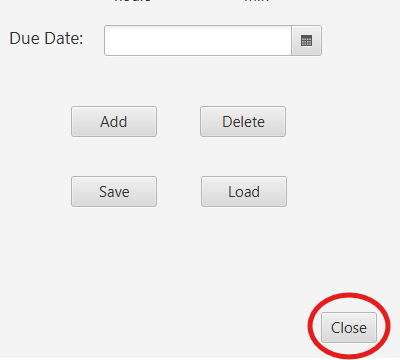 Due Date:
Add Delete
Save Load
Close